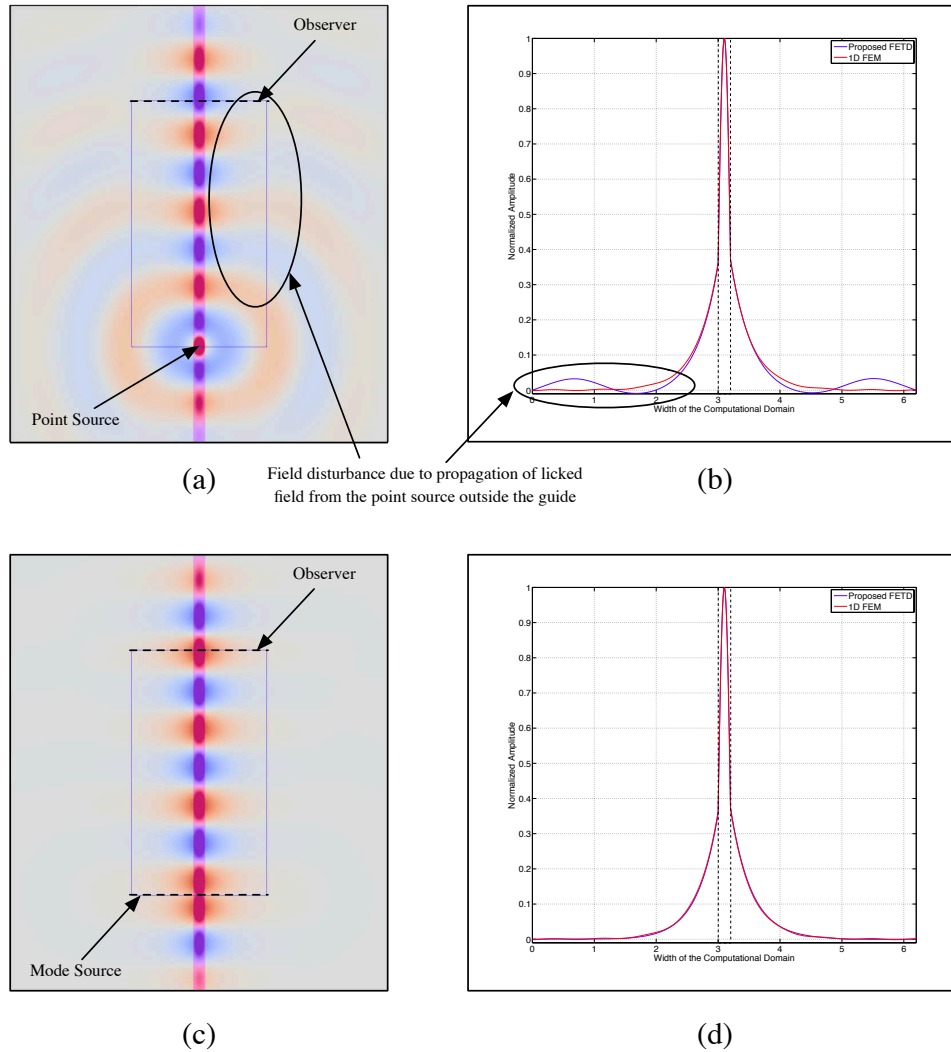 Observer
Point Source
(a)
Normalized Amplitude
1
0.9
0.8
0.7
0.6
0.5
0.4
0.3
0.2
0.1
0
0 1 2 3 4 5 6
Width of the Computational Domain
Proposed FETD
1D FEM
(b)
Field disturbance due to propagation of licked
field from the point source outside the guide
Observer
Mode Source
(c)
Normalized Amplitude
1
0.9
0.8
0.7
0.6
0.5
0.4
0.3
0.2
0.1
0
0 1 2 3 4 5 6
Width of the Computational Domain
Proposed FETD
1D FEM
(d)